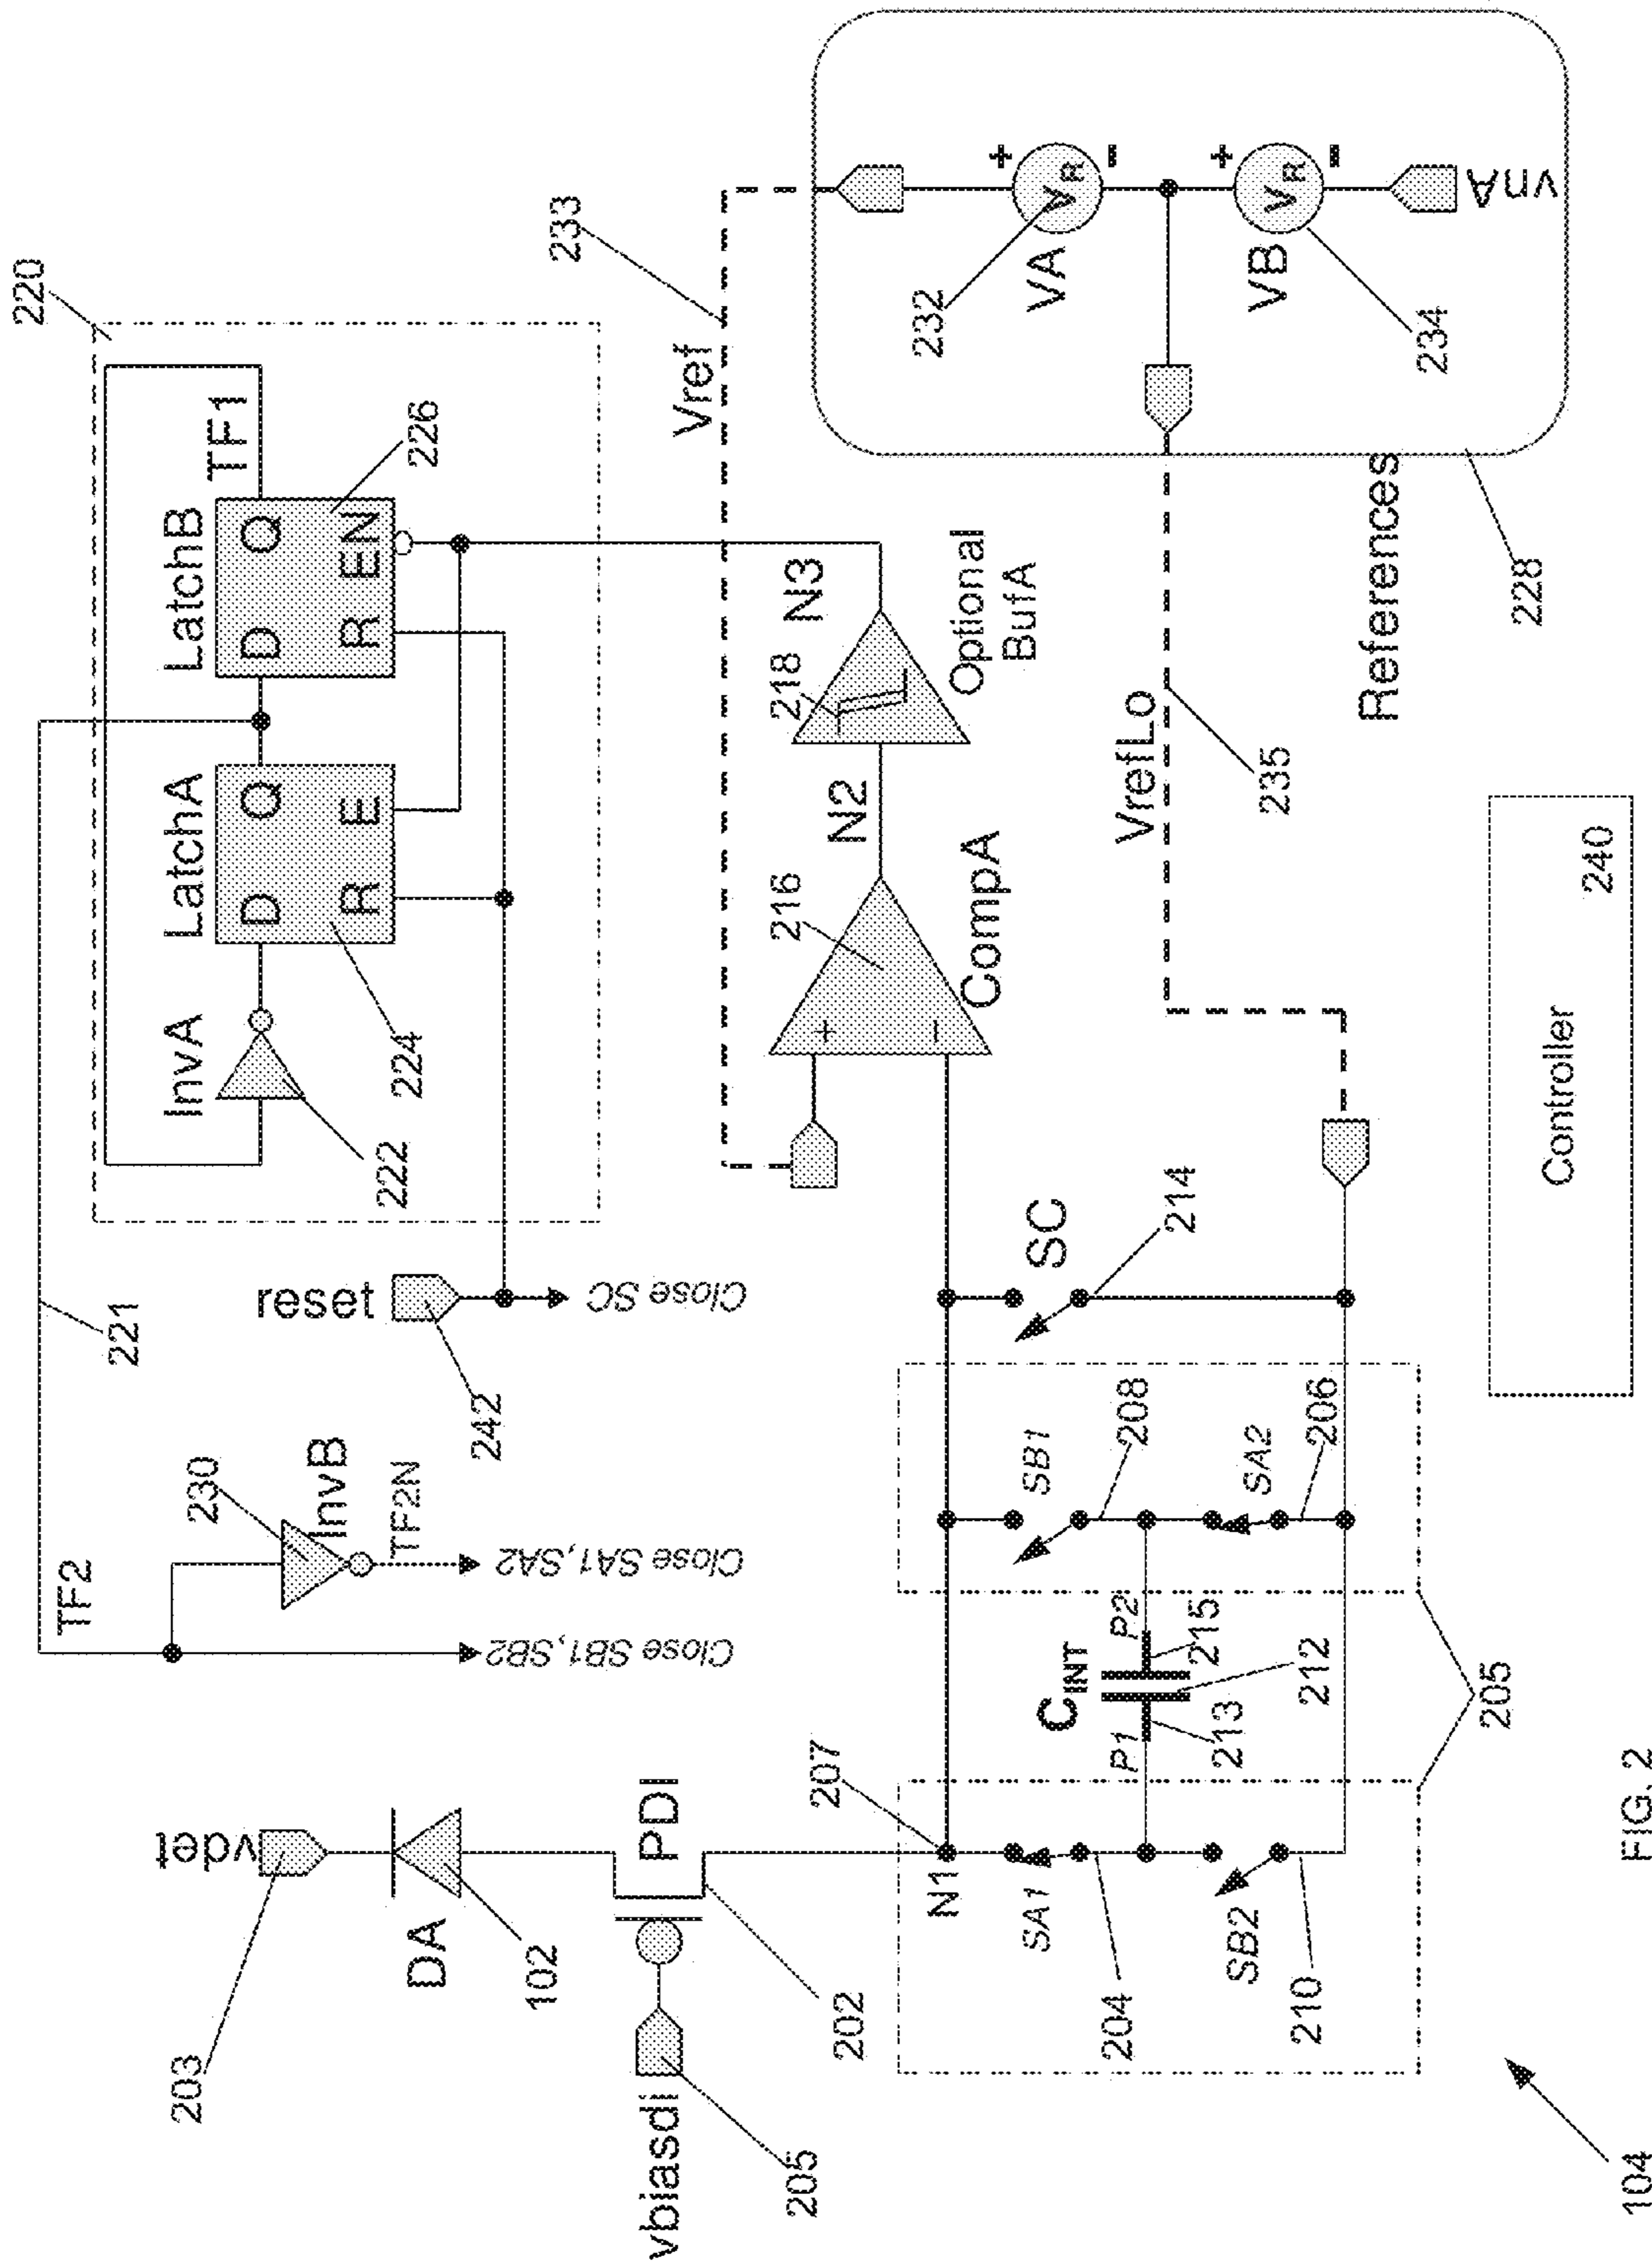 220
LatchB
TF1
D
Q
R
EN
226
LatchA
D
Q
R
E
InvA
224
222
221
TF2
230
InvB
TF2N
Close SA1,SA2
Close SB1,SB2
reset
242
Close SC
203
vdet
DA
102
PDI
202
vbiasdi
205
Vref
233
N3
218
Optional
BufA
N2
216
+
−
CompA
207
N1
SA1
204
SB2
210
CINT
P1
P2
213
215
212
SB1
208
SA2
206
205
SC
214
VrefLo
235
232
VA
VR
+
-
VB
VR
+
-
234
vnA
References
228
Controller
240
104
FIG. 2